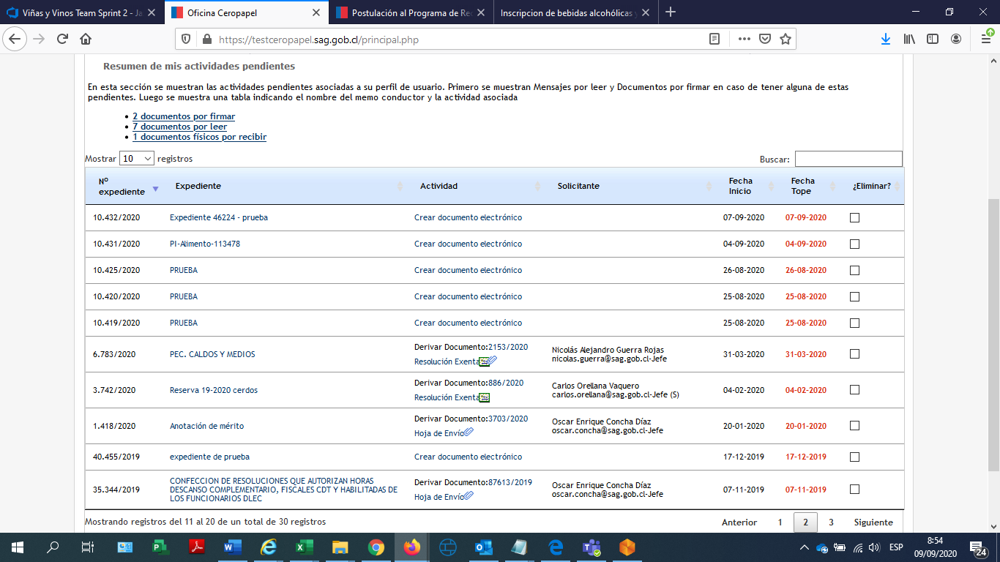 Viñas y Vinos Team Sprint 2 - Ja
Oficina Ceropapel
Postulación al Programa de Re
Inscripcion de bebidas alcohólicas y
https://testceropapel.sag.gob.cl/principal.php
Resumen de mis actividades pendientes
En esta sección se muestran las actividades pendientes asociadas a su perfil de usuario. Primero se muestran Mensajes por leer y Documentos por firmar en caso de tener alguna de estas
pendientes. Luego se muestra una tabla indicando el nombre del memo conductor y la actividad asociada
2 documentos por firmar
7 documentos por leer
1 documentos físicos por recibir
Mostrar 10 registros
Buscar:
Nº expediente Expediente Actividad Solicitante Fecha Inicio Fecha Tope ¿Eliminar?
10.432/2020 Expediente 46224 - prueba Crear documento electrónico 07-09-2020 07-09-2020
10.431/2020 PI-Alimento-113478 Crear documento electrónico 04-09-2020 04-09-2020
10.425/2020 PRUEBA Crear documento electrónico 26-08-2020 26-08-2020
10.420/2020 PRUEBA Crear documento electrónico 25-08-2020 25-08-2020
10.419/2020 PRUEBA Crear documento electrónico 25-08-2020 25-08-2020
Derivar Documento:2153/2020 Nicolás Alejandro Guerra Rojas
6.783/2020 PEC. CALDOS Y MEDIOS Resolución Exenta nicolas.guerra@sag.gob.cl-Jefe 31-03-2020 31-03-2020
Derivar Documento:886/2020 Carlos Orellana Vaquero
3.742/2020 Reserva 19-2020 cerdos Resolución Exenta carlos.orellana@sag.gob.cl-Jefe (S) 04-02-2020 04-02-2020
Derivar Documento:3703/2020 Oscar Enrique Concha Díaz
1.418/2020 Anotación de mérito Hoja de Envío oscar.concha@sag.gob.cl-Jefe 20-01-2020 20-01-2020
40.455/2019 expediente de prueba Crear documento electrónico 17-12-2019 17-12-2019
CONFECCION DE RESOLUCIONES QUE AUTORIZAN HORAS Derivar Documento:87613/2019 Oscar Enrique Concha Díaz
35.344/2019 DESCANSO COMPLEMENTARIO, FISCALES CDT Y HABILITADAS DE oscar.concha@sag.gob.cl-Jefe 07-11-2019 07-11-2019
LOS FUNCIONARIOS DLEC Hoja de Envío
Mostrando registros del 11 al 20 de un total de 30 registros
Anterior 1 2 3 Siguiente
ESP
8:54
09/09/2020
24